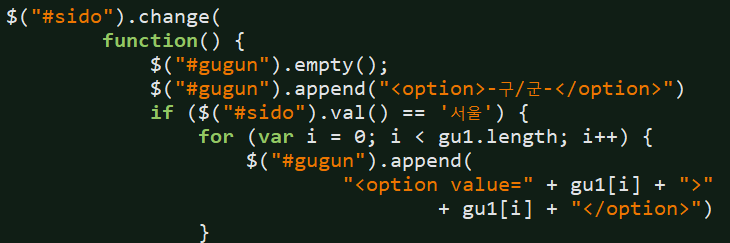 $("#sido").change(
function() {
$("#gugun").empty();
$("#gugun").append("<option>-구/군-</option>")
if ($("#sido").val() == '서울') {
for (var i = 0; i < gu1.length; i++) {
$("#gugun").append(
"<option value=" + gu1[i] + ">"
+ gu1[i] + "</option>")
}